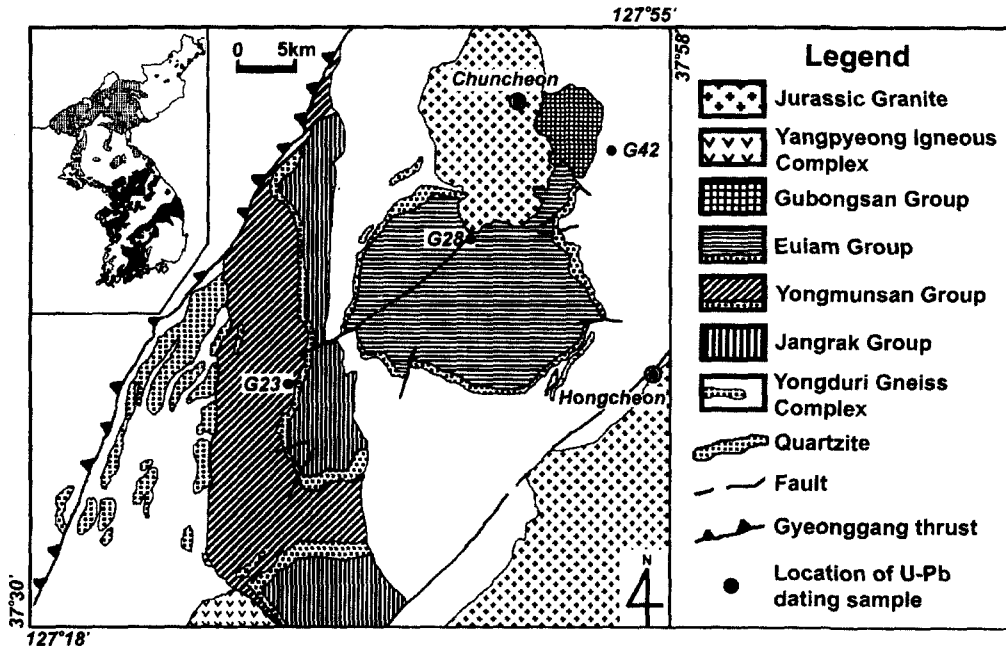 127°55'
37°58'
0 5km
Chuncheon
G42
G28
G23
Hongcheon
N
37°30'
127°18'
Legend
Jurassic Granite
Yangpyeong Igneous
Complex
Gubongsan Group
Euiam Group
Yongmunsan Group
Jangrak Group
Yongduri Gneiss
Complex
Quartzite
Fault
Gyeonggang thrust
Location of U-Pb
dating sample